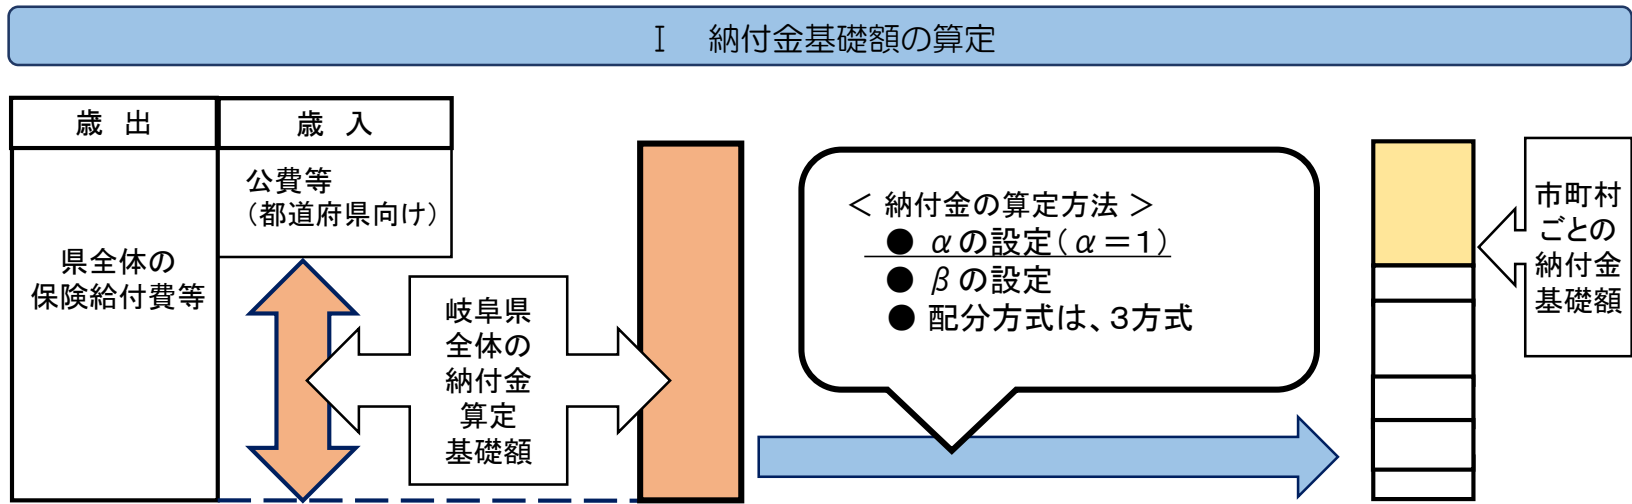 Ⅰ　納付金基礎額の算定
歳　出
歳　入
県全体の
保険給付費等
公費等
（都道府県向け）
岐阜県
全体の
納付金
算定
基礎額
＜ 納付金の算定方法 ＞
● αの設定（α＝1）
● βの設定
● 配分方式は、3方式
市町村
ごとの
納付金
基礎額